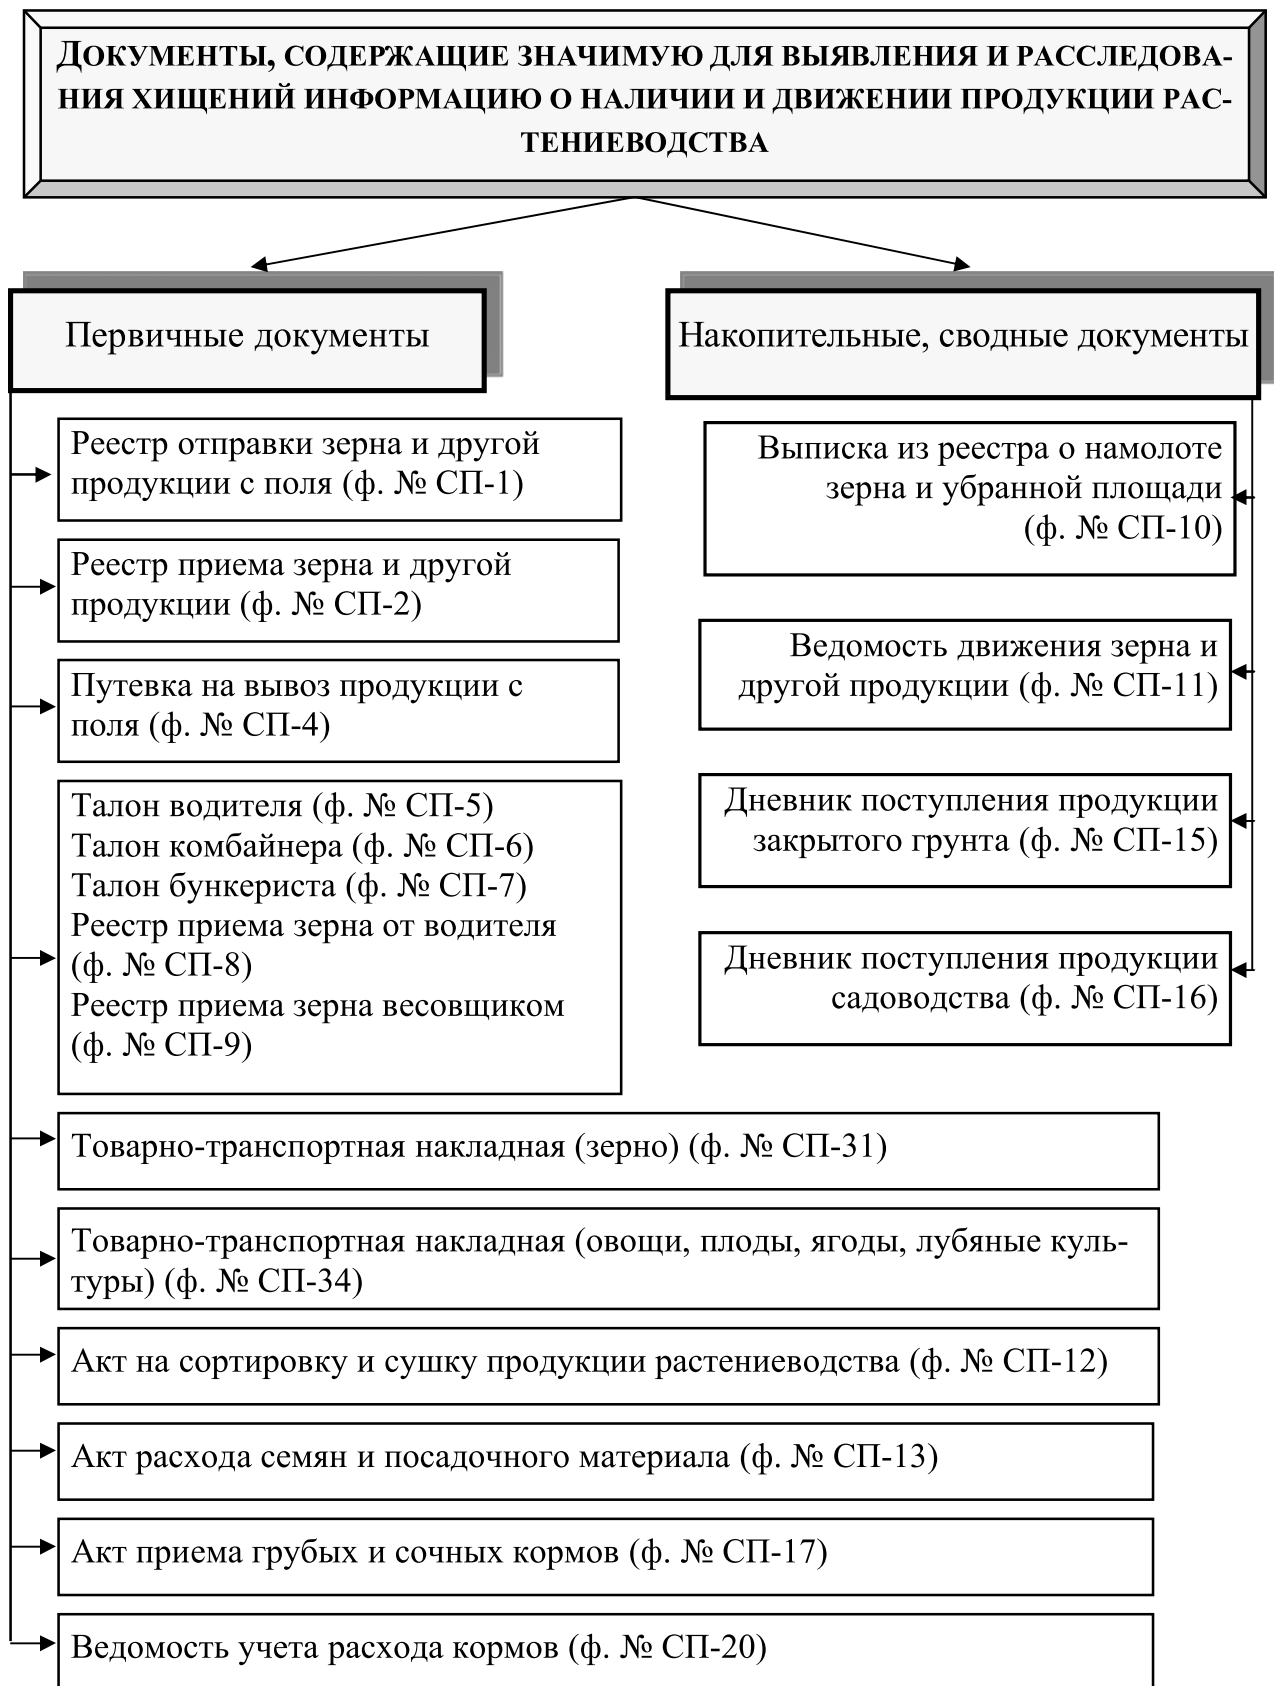 ДОКУМЕНТЫ, СОДЕРЖАЩИЕ ЗНАЧИМУЮ ДЛЯ ВЫЯВЛЕНИЯ И РАССЛЕДОВА-
НИЯ ХИЩЕНИЙ ИНФОРМАЦИЮ О НАЛИЧИИ И ДВИЖЕНИИ ПРОДУКЦИИ РАС-
ТЕНИЕВОДСТВА
Первичные документы
Реестр отправки зерна и другой
продукции с поля (ф. № СП-1)
Реестр приема зерна и другой
продукции (ф. № СП-2)
Путевка на вывоз продукции с
поля (ф. № СП-4)
Талон водителя (ф. № СП-5)
Талон комбайнера (ф. № СП-6)
Талон бункериста (ф. № СП-7)
Реестр приема зерна от водителя
(ф. № СП-8)
Реестр приема зерна весовщиком
(ф. № СП-9)
Товарно-транспортная накладная (зерно) (ф. № СП-31)
Товарно-транспортная накладная (овощи, плоды, ягоды, лубяные куль-
туры) (ф. № СП-34)
Акт на сортировку и сушку продукции растениеводства (ф. № СП-12)
Акт расхода семян и посадочного материала (ф. № СП-13)
Акт приема грубых и сочных кормов (ф. № СП-17)
Ведомость учета расхода кормов (ф. № СП-20)
Накопительные, сводные документы
Выписка из реестра о намолоте
зерна и убранной площади
(ф. № СП-10)
Ведомость движения зерна и
другой продукции (ф. № СП-11)
Дневник поступления продукции
закрытого грунта (ф. № СП-15)
Дневник поступления продукции
садоводства (ф. № СП-16)